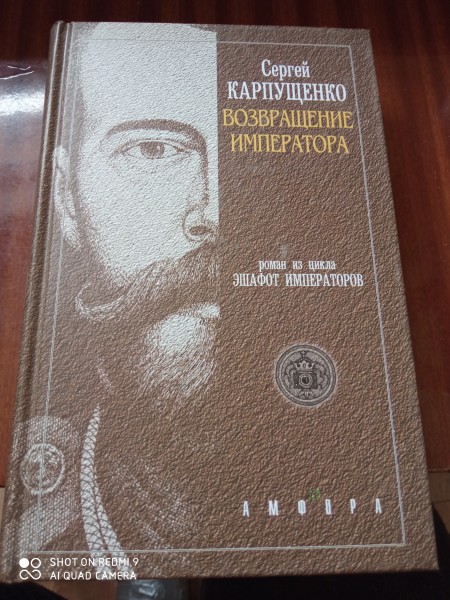 Сергей
КАРПУЩЕНКО
ВОЗВРАЩЕНИЕ
ИМПЕРАТОРА
роман из цикла
ЭШАФОТ ИМПЕРАТОРОВ
АМФОРА
SHOT ON REDMI 9
AI QUAD CAMERA